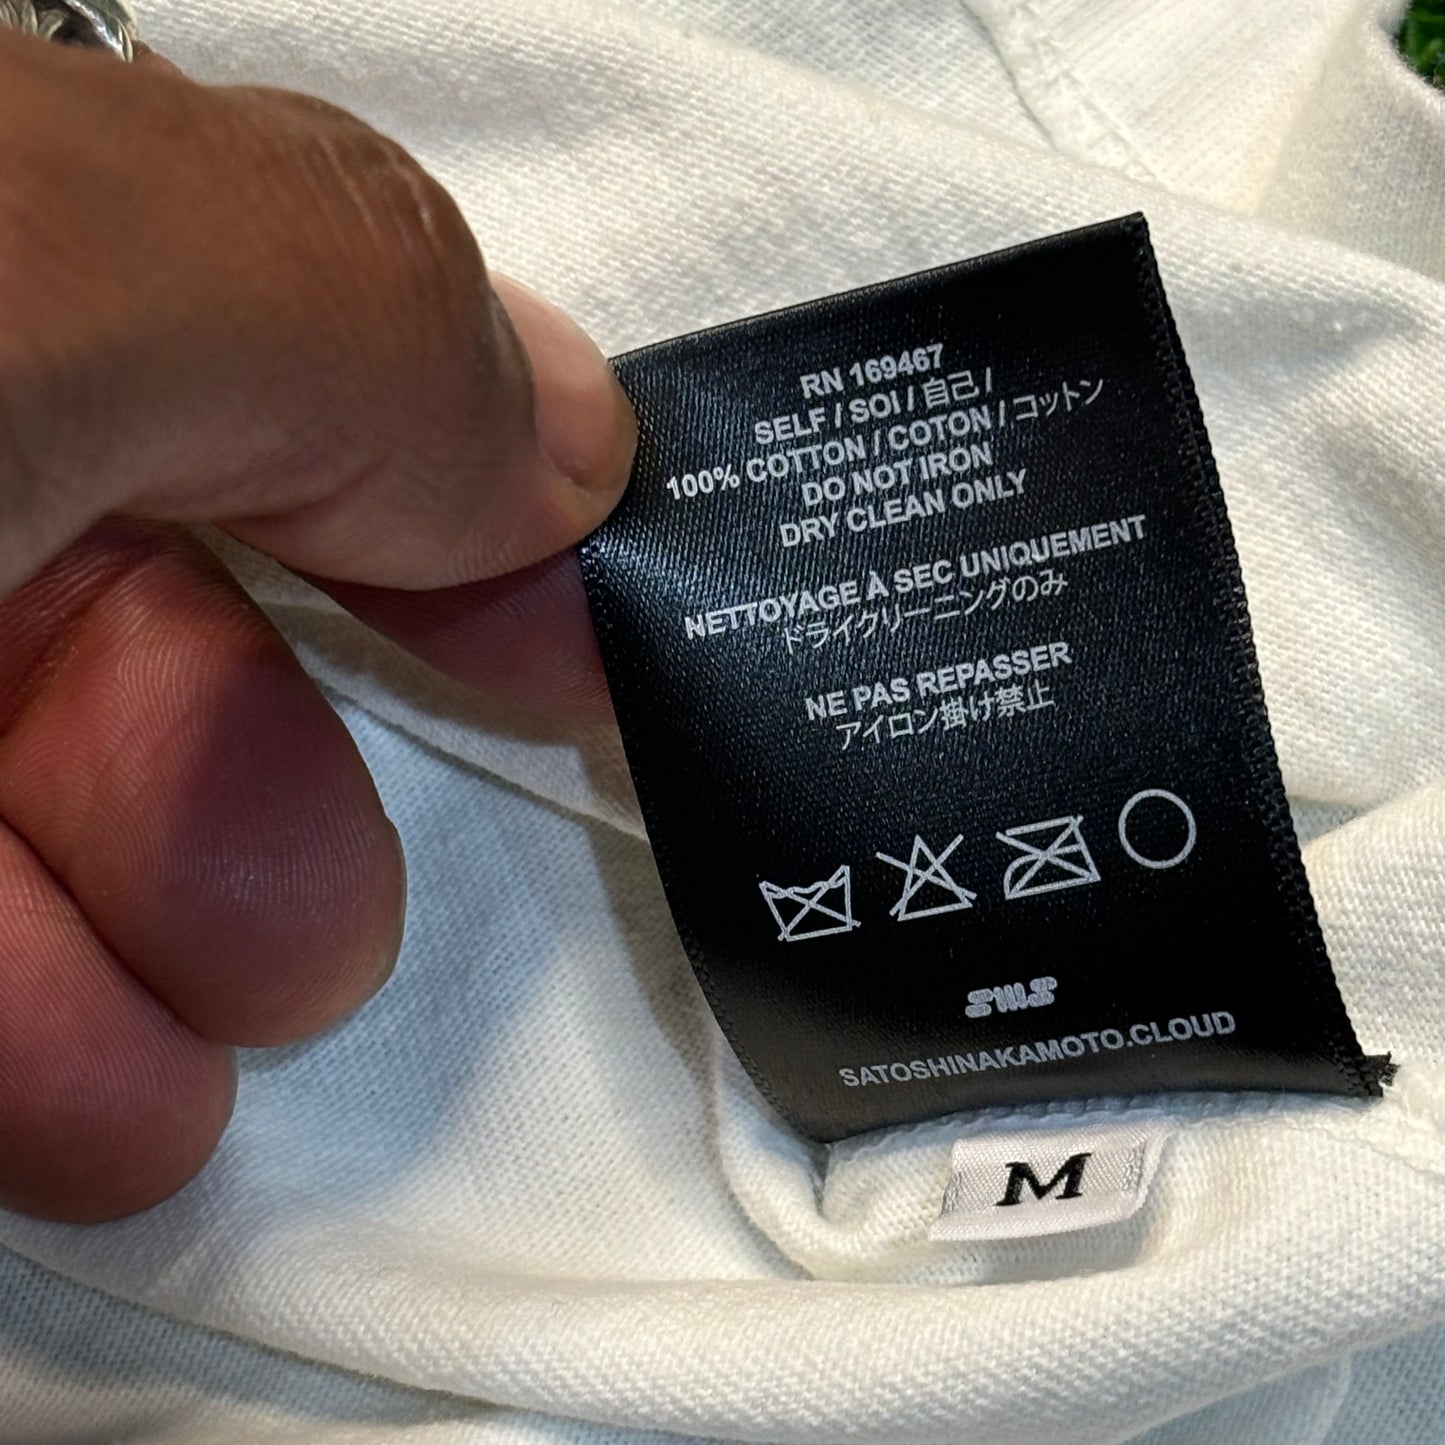 RN 169467
SELF / SOI / 自己 /
100% COTTON / COTON / コットン
DO NOT IRON
DRY CLEAN ONLY
NETTOYAGE À SEC UNIQUEMENT
ドライクリーニングのみ
NE PAS REPASSER
アイロン掛け禁止
SATOSHINAKAMOTO.CLOUD
M